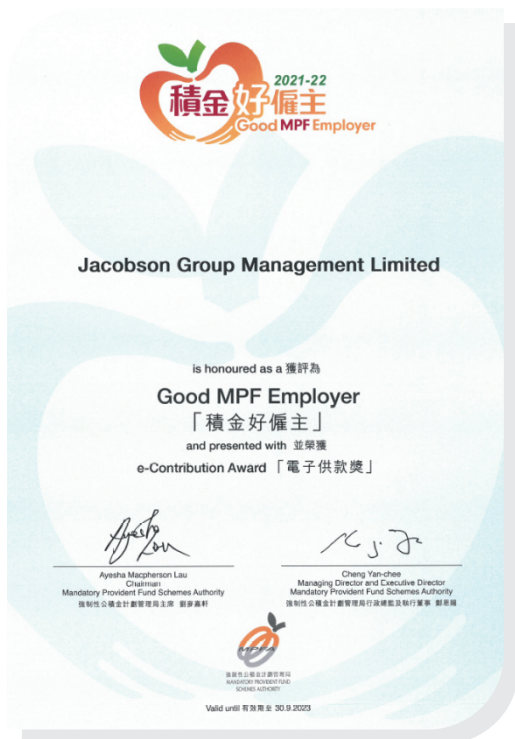 2021-22
積金好僱主
Good MPF Employer
Jacobson Group Management Limited
is honoured as a 獲評為
Good MPF Employer
「積金好僱主」
and presented with 並榮獲
e-Contribution Award「電子供款獎」
Ayesha Macpherson Lau
Chairman
Mandatory Provident Fund Schemes Authority
強制性公積金計劃管理局主席 劉麥嘉軒
Cheng Yan-chee
Managing Director and Executive Director
Mandatory Provident Fund Schemes Authority
強制性公積金計劃管理局行政總監及執行董事 鄭恩賜
MPFA
強制性公積金計劃管理局
MANDATORY PROVIDENT FUND
SCHEMES AUTHORITY
Valid until 有效期至 30.9.2023